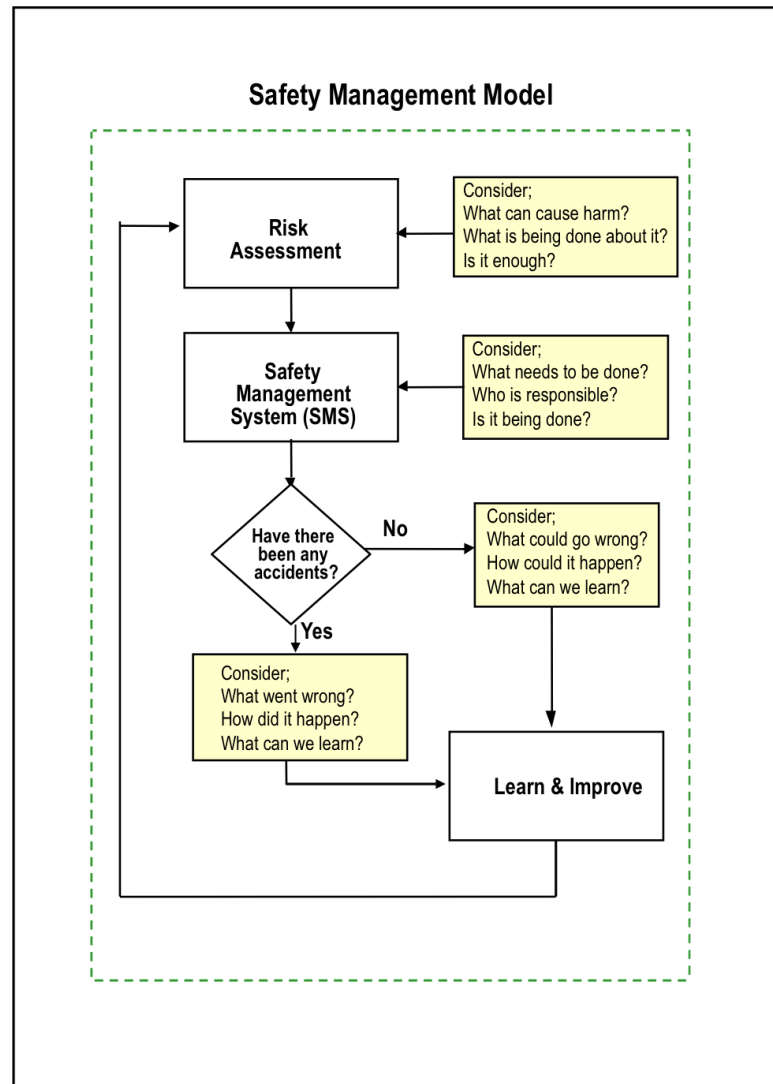 Safety Management Model
Risk
Assessment
Consider;
What can cause harm?
What is being done about it?
Is it enough?
Safety
Management
System (SMS)
Consider;
What needs to be done?
Who is responsible?
Is it being done?
Have there
been any
accidents?
No
Consider;
What could go wrong?
How could it happen?
What can we learn?
Yes
Consider;
What went wrong?
How did it happen?
What can we learn?
Learn & Improve